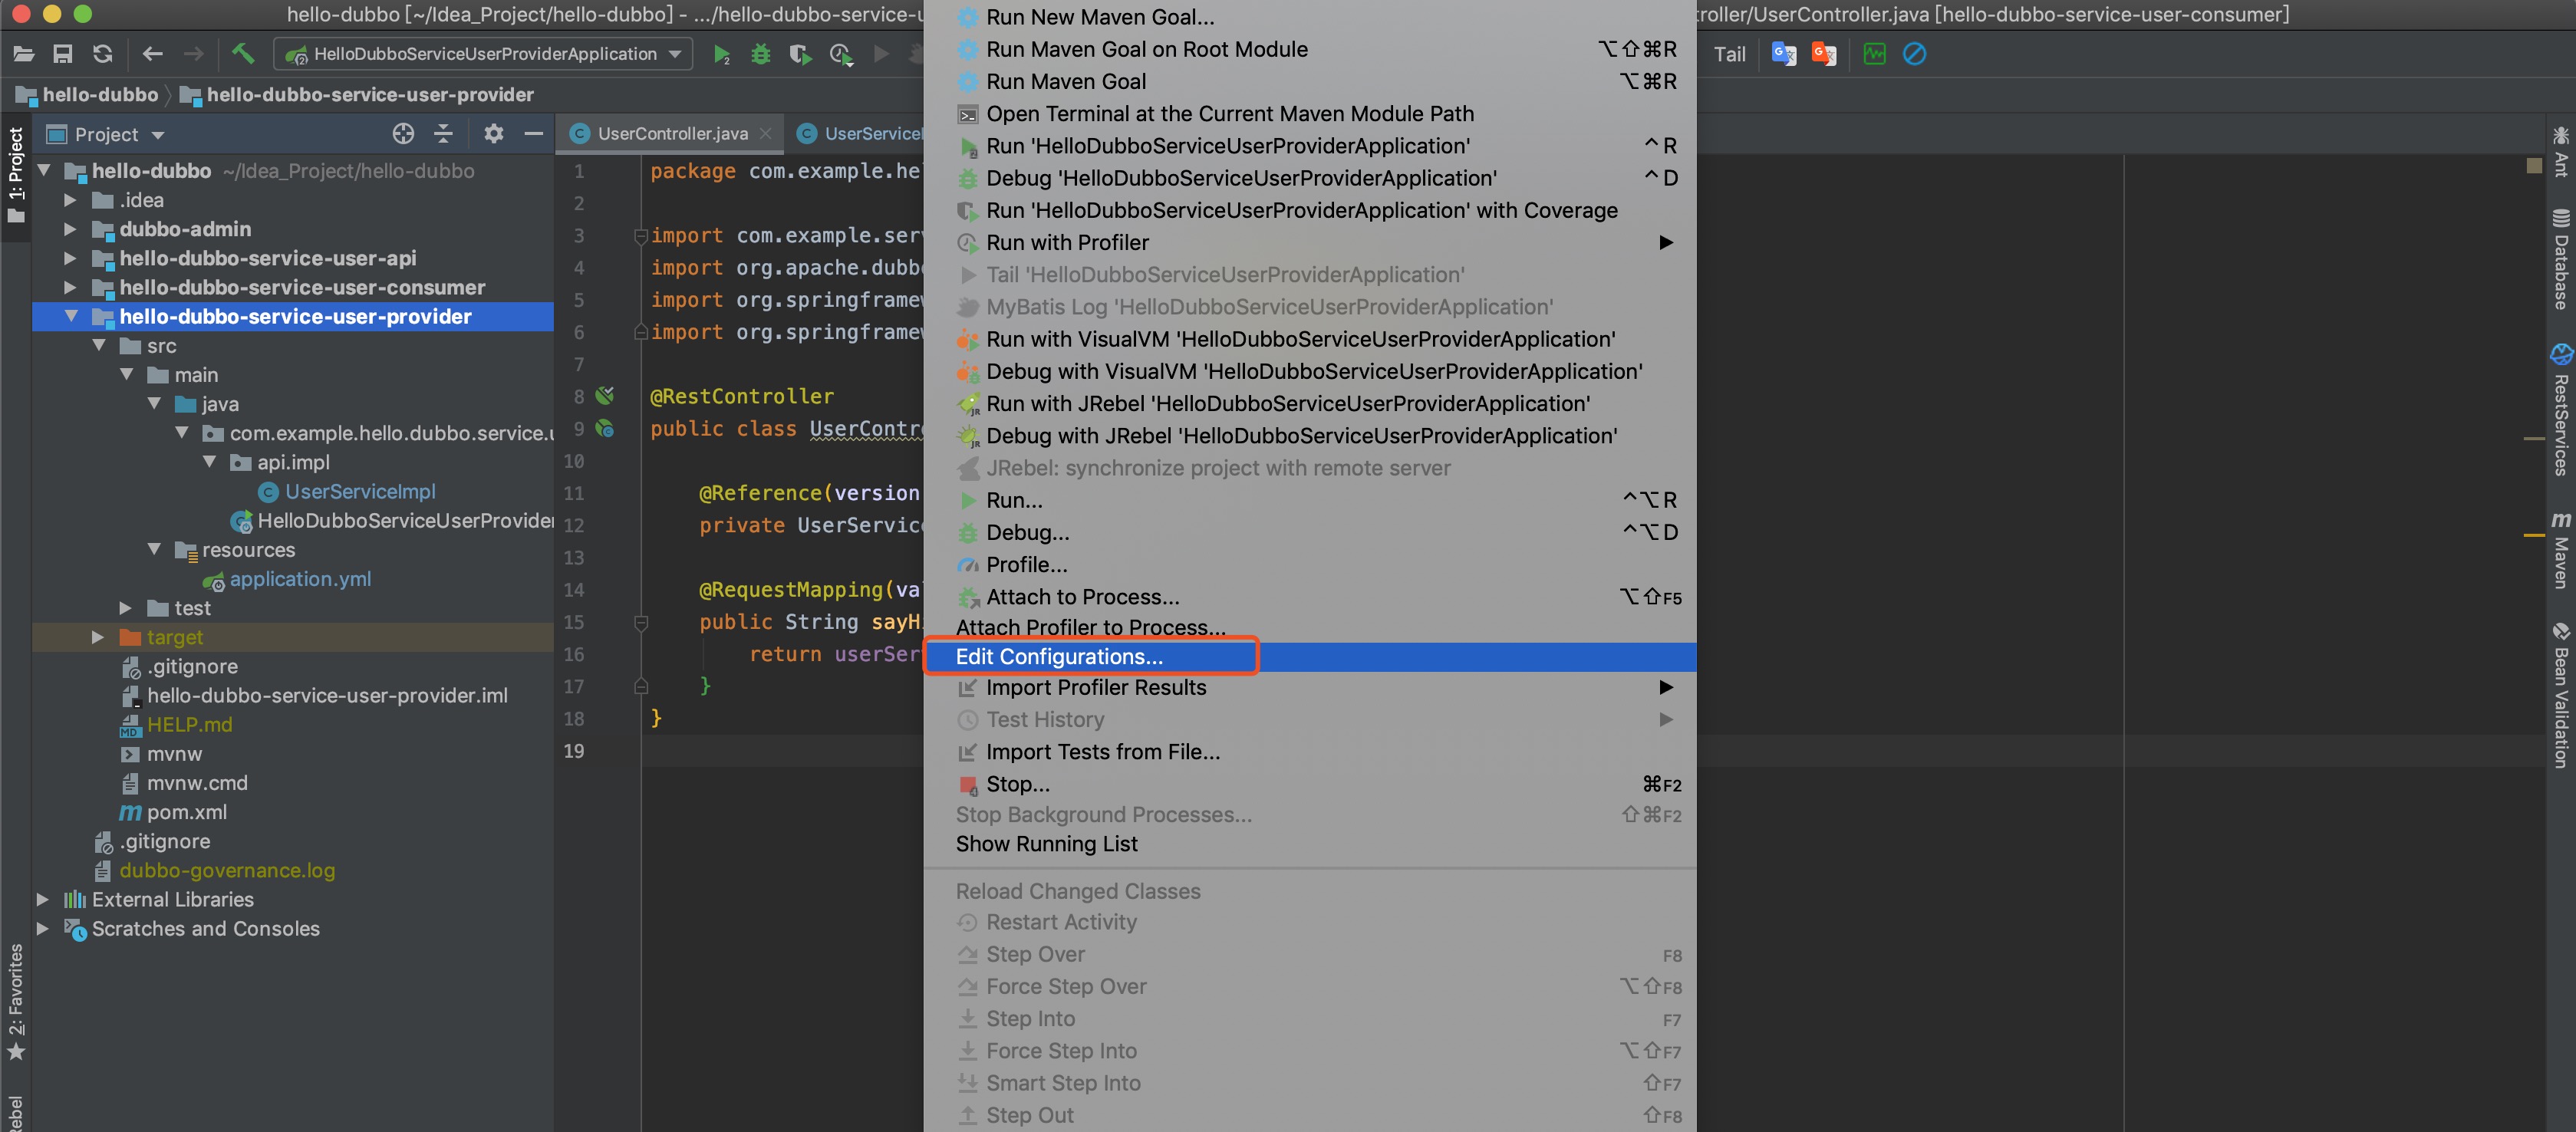 hello-dubbo [~/Idea_Project/hello-dubbo] - .../hello-dubbo-service-u
roller/UserController.java [hello-dubbo-service-user-consumer]
HelloDubboServiceUserProviderApplication
Tail
hello-dubbo
hello-dubbo-service-user-provider
1: Project
2: Favorites
Rebel
Project
hello-dubbo ~/Idea_Project/hello-dubbo
.idea
dubbo-admin
hello-dubbo-service-user-api
hello-dubbo-service-user-consumer
hello-dubbo-service-user-provider
src
main
java
com.example.hello.dubbo.service.u
api.impl
UserServiceImpl
HelloDubboServiceUserProvider
resources
application.yml
test
target
.gitignore
hello-dubbo-service-user-provider.iml
HELP.md
mvnw
mvnw.cmd
pom.xml
.gitignore
dubbo-governance.log
External Libraries
Scratches and Consoles
UserController.java
UserServiceI
1 package com.example.he
2
3 import com.example.ser
4 import org.apache.dubb
5 import org.springframe
6 import org.springframe
7
8 @RestController
9 public class UserContr
10
11 @Reference(version
12 private UserServic
13
14 @RequestMapping(va
15 public String sayH
16 return userSer
17 }
18 }
19
Run New Maven Goal...
Run Maven Goal on Root Module ⌥⇧⌘R
Run Maven Goal ⌥⌘R
Open Terminal at the Current Maven Module Path
Run 'HelloDubboServiceUserProviderApplication' ^R
Debug 'HelloDubboServiceUserProviderApplication' ^D
Run 'HelloDubboServiceUserProviderApplication' with Coverage
Run with Profiler
Tail 'HelloDubboServiceUserProviderApplication'
MyBatis Log 'HelloDubboServiceUserProviderApplication'
Run with VisualVM 'HelloDubboServiceUserProviderApplication'
Debug with VisualVM 'HelloDubboServiceUserProviderApplication'
Run with JRebel 'HelloDubboServiceUserProviderApplication'
Debug with JRebel 'HelloDubboServiceUserProviderApplication'
JRebel: synchronize project with remote server
Run... ^⌥R
Debug... ^⌥D
Profile...
Attach to Process... ⌥⇧F5
Attach Profiler to Process...
Edit Configurations...
Import Profiler Results
Test History
Import Tests from File...
Stop... ⌘F2
Stop Background Processes... ⇧⌘F2
Show Running List
Reload Changed Classes
Restart Activity
Step Over F8
Force Step Over ⌥⇧F8
Step Into F7
Force Step Into ⌥⇧F7
Smart Step Into ⇧F7
Step Out ⇧F8
Ant
Database
RestServices
Maven
Bean Validation